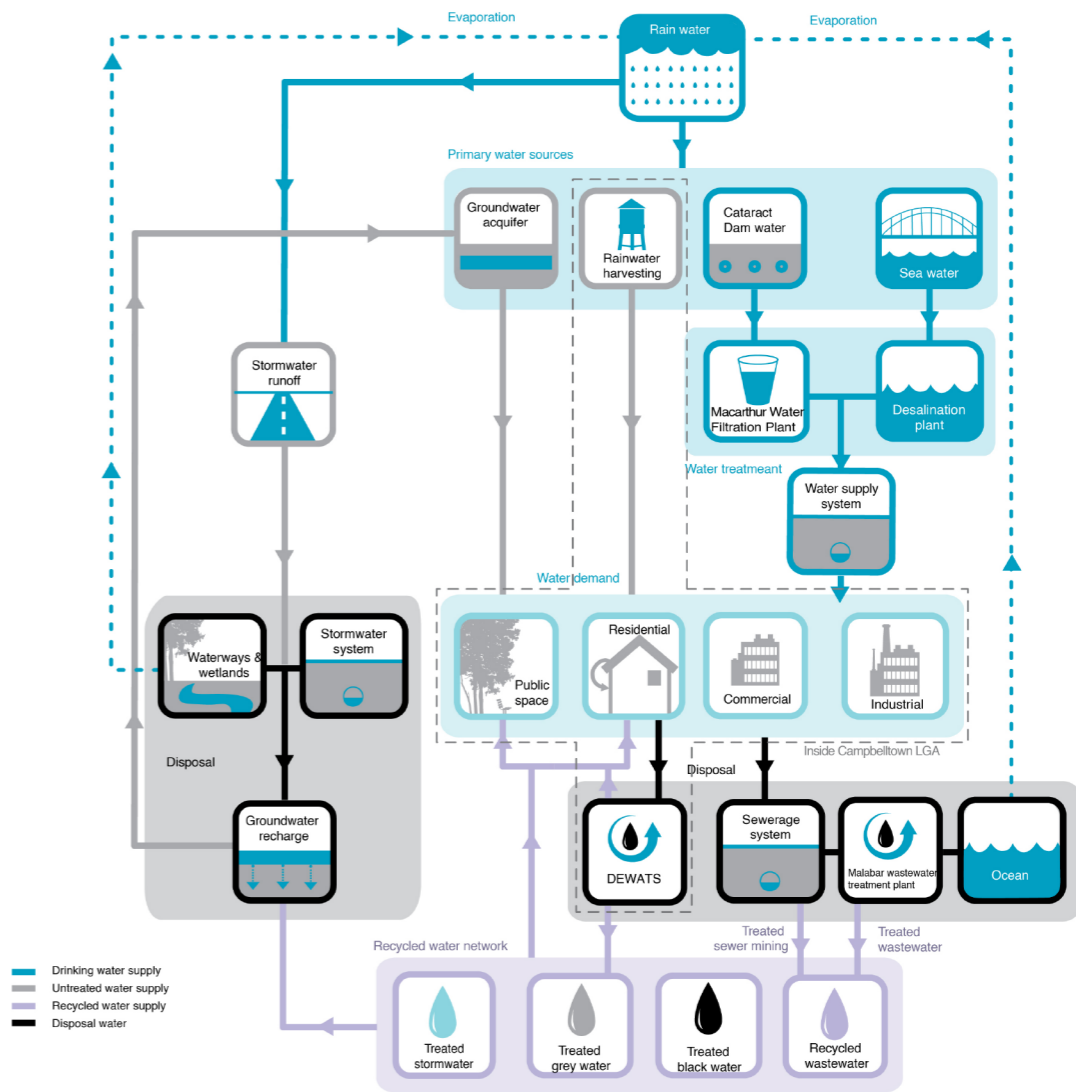 Evaporation
Rain water
Evaporation
Primary water sources
Groundwater
acquifer
Rainwater
harvesting
Cataract
Dam water
Sea water
Stormwater
runoff
Macarthur Water
Filtration Plant
Desalination
plant
Water treatmeant
Water supply
system
Water demand
Waterways &
wetlands
Stormwater
system
Public
space
Residential
Commercial
Industrial
Inside Campbelltown LGA
Disposal
Disposal
Groundwater
recharge
DEWATS
Sewerage
system
Malabar wastewater
treatment plant
Ocean
Recycled water network
Treated
sewer mining
Treated
wastewater
Drinking water supply
Untreated water supply
Recycled water supply
Disposal water
Treated
stormwater
Treated
grey water
Treated
black water
Recycled
wastewater